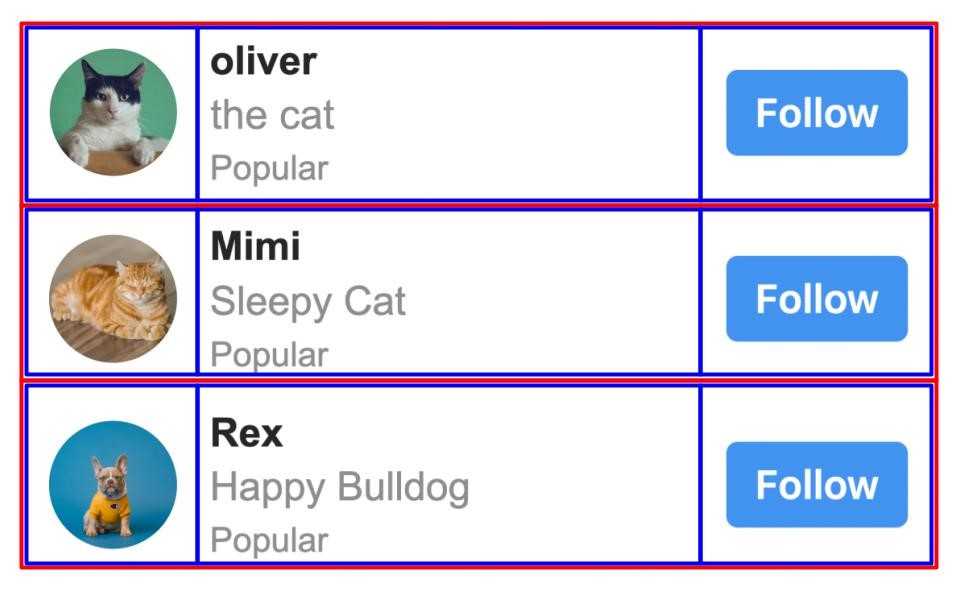 oliver
the cat
Popular
Follow
Mimi
Sleepy Cat
Popular
Follow
Rex
Happy Bulldog
Popular
Follow